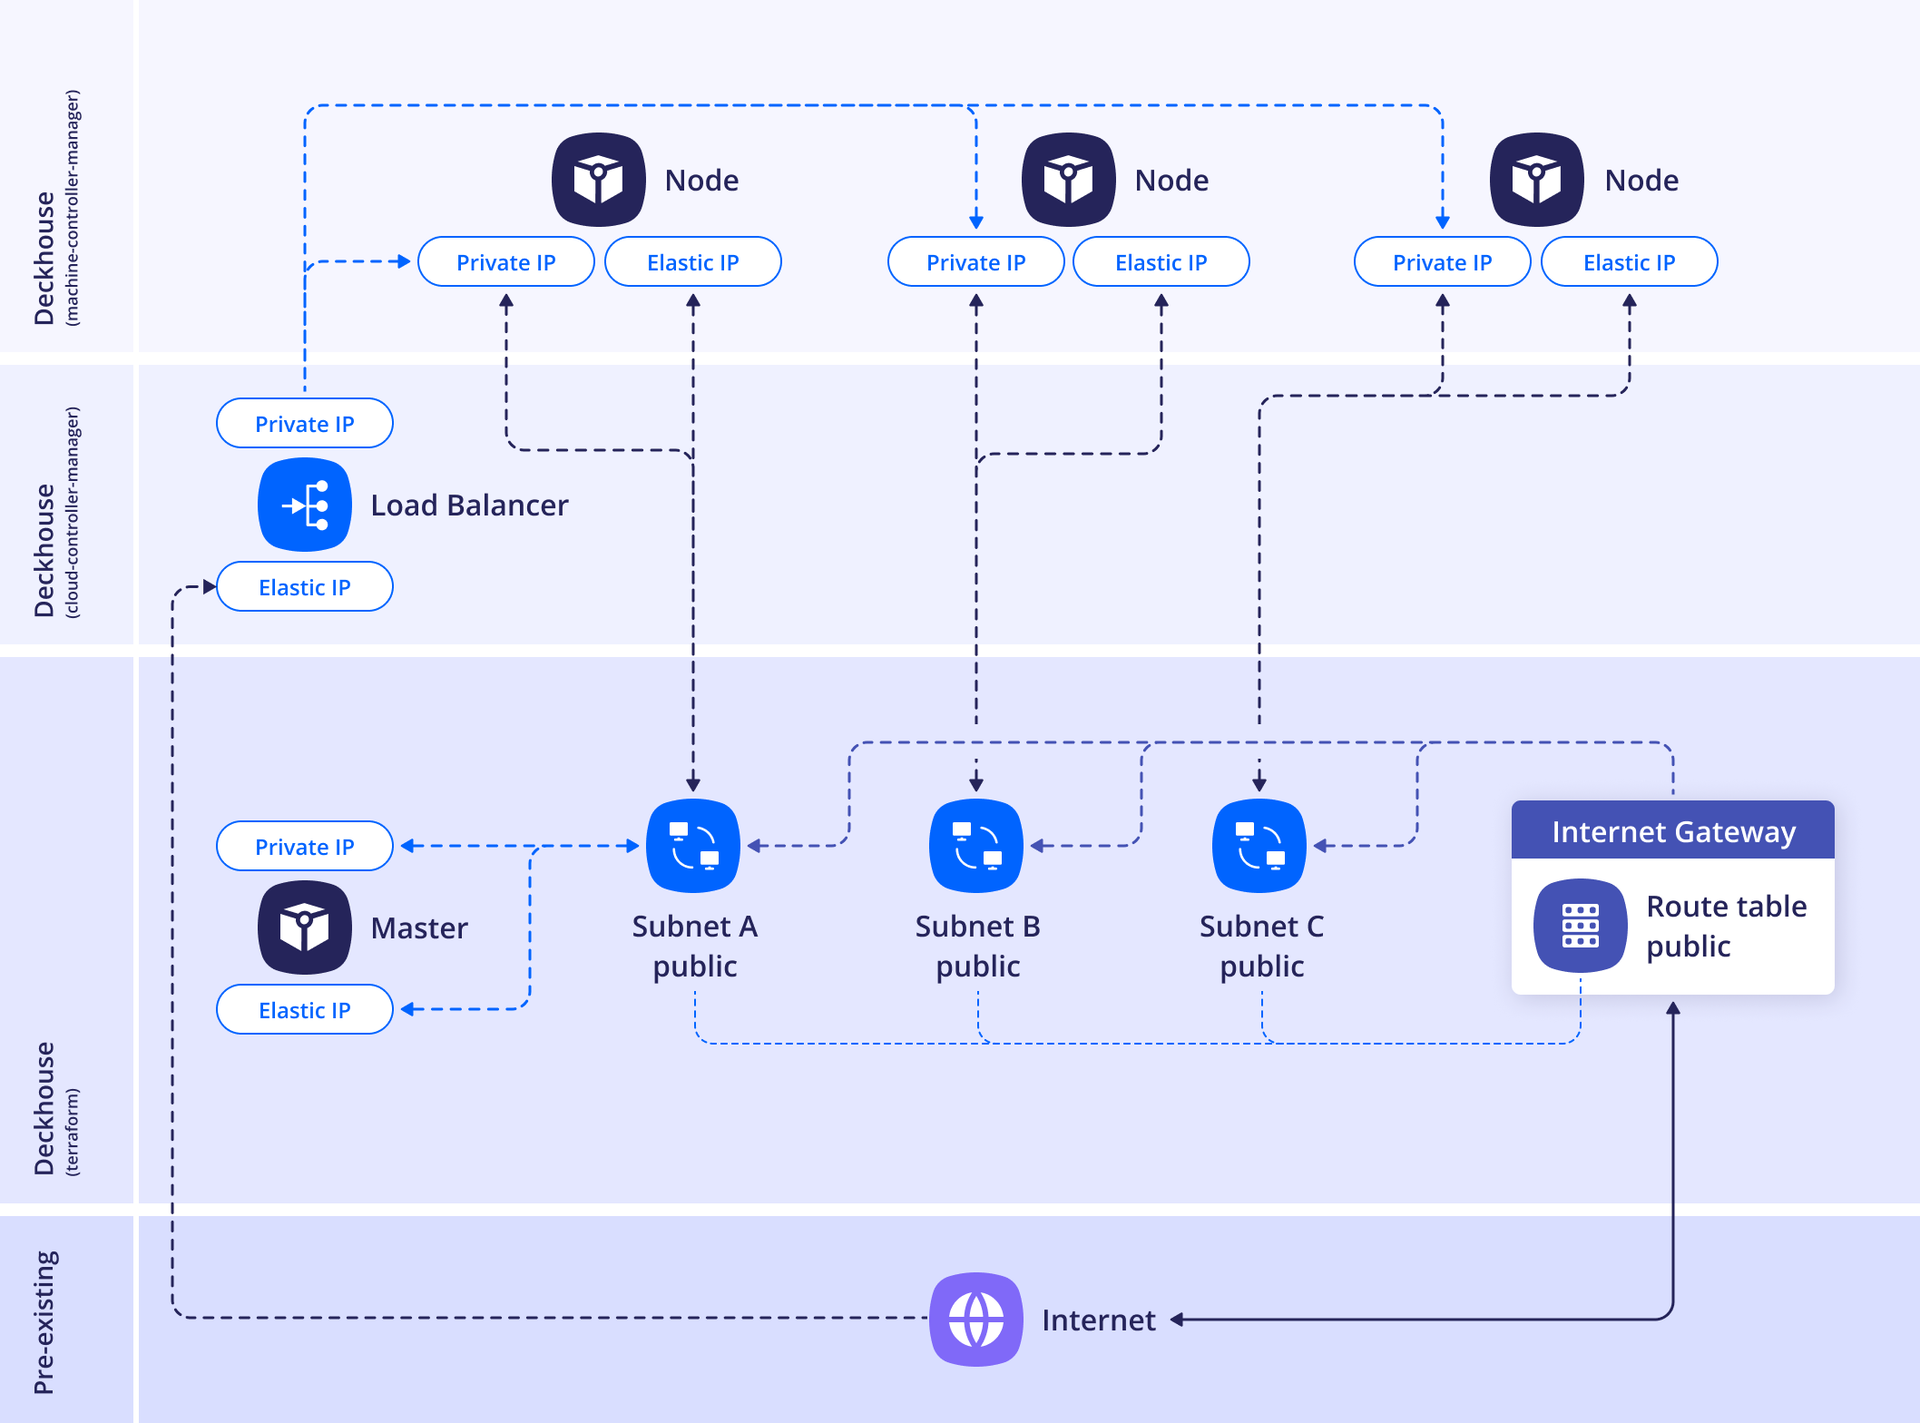 Deckhouse
(machine-controller-manager)
Node
Node
Node
Private IP
Elastic IP
Private IP
Elastic IP
Private IP
Elastic IP
Deckhouse
(cloud-controller-manager)
Private IP
Load Balancer
Elastic IP
Deckhouse
(terraform)
Private IP
Master
Elastic IP
Subnet A
public
Subnet B
public
Subnet C
public
Internet Gateway
Route table
public
Pre-existing
Internet